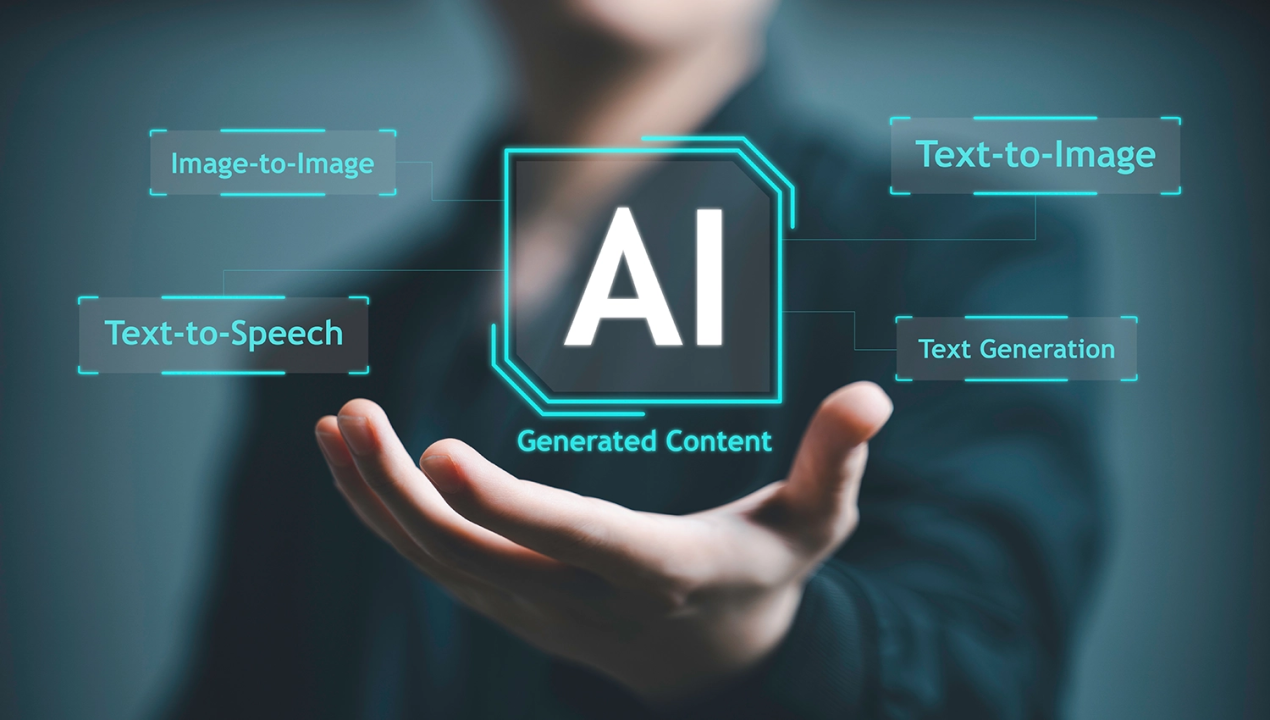 Image-to-Image
Text-to-Image
AI
Text-to-Speech
Text Generation
Generated Content